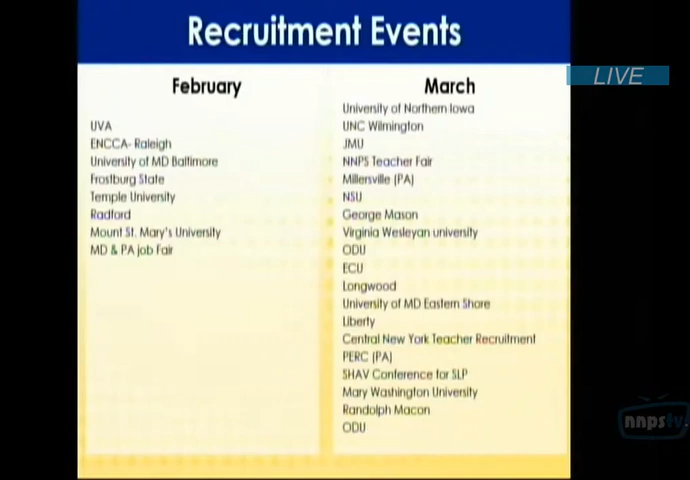 Recruitment Events
LIVE
February
UVA
ENCCA- Raleigh
University of MD Baltimore
Frostburg State
Temple University
Radford
Mount St. Mary's University
MD & PA job Fair
March
University of Northern Iowa
UNC Wilmington
JMU
NNPS Teacher Fair
Millersville (PA)
NSU
George Mason
Virginia Wesleyan university
ODU
ECU
Longwood
University of MD Eastern Shore
Liberty
Central New York Teacher Recruitment
PERC (PA)
SHAV Conference for SLP
Mary Washington University
Randolph Macon
ODU
nnpstv.